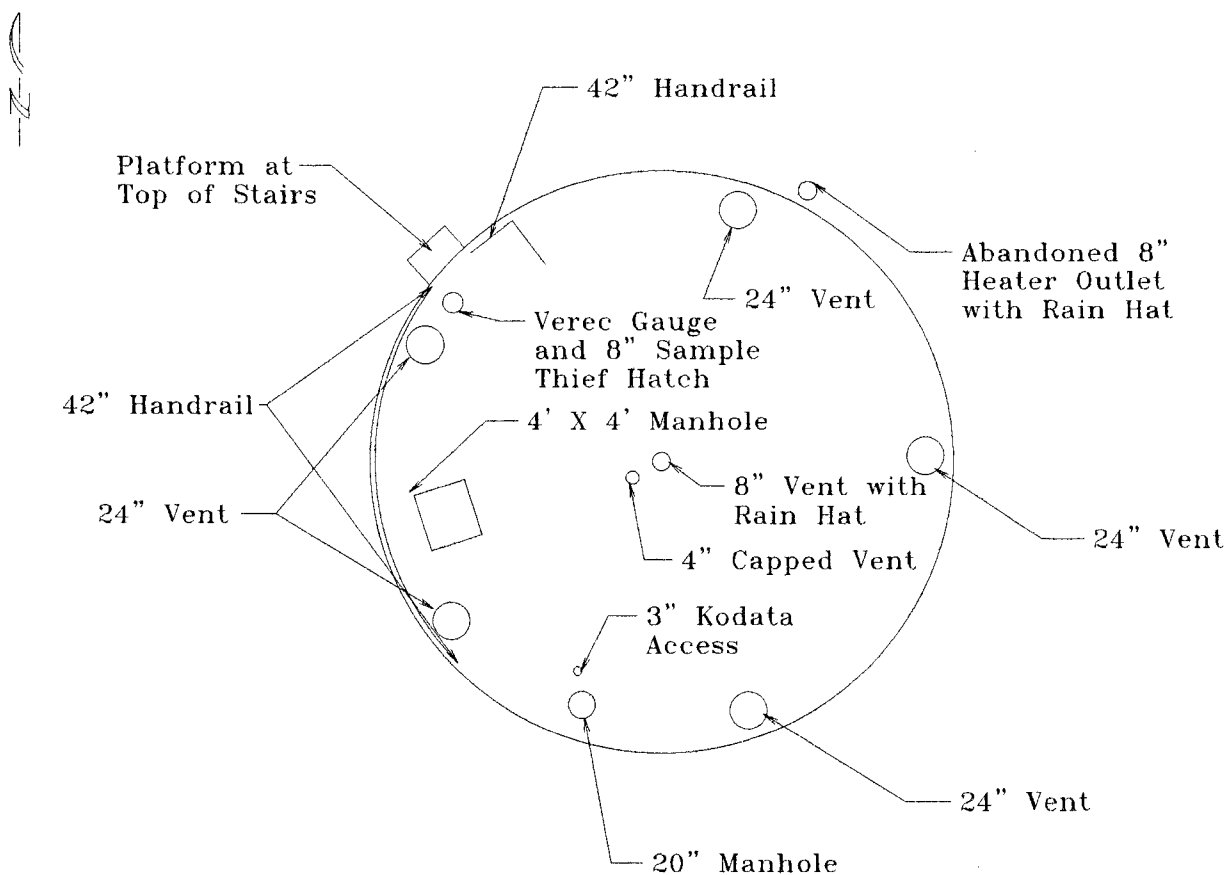 N
42" Handrail
Platform at
Top of Stairs
Abandoned 8"
Heater Outlet
with Rain Hat
24" Vent
Verec Gauge
and 8" Sample
Thief Hatch
42" Handrail
4' X 4' Manhole
8" Vent with
Rain Hat
24" Vent
24" Vent
4" Capped Vent
3" Kodata
Access
24" Vent
20" Manhole